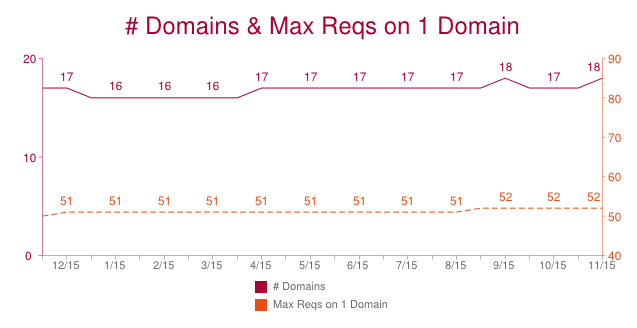 # Domains & Max Reqs on 1 Domain
20 90
17 16 16 16 17 17 17 17 17 18 17 18
80
70
10
60
51 51 51 51 51 51 51 51 51 52 52 52
50
0 40
12/15 1/15 2/15 3/15 4/15 5/15 6/15 7/15 8/15 9/15 10/15 11/15
# Domains
Max Reqs on 1 Domain